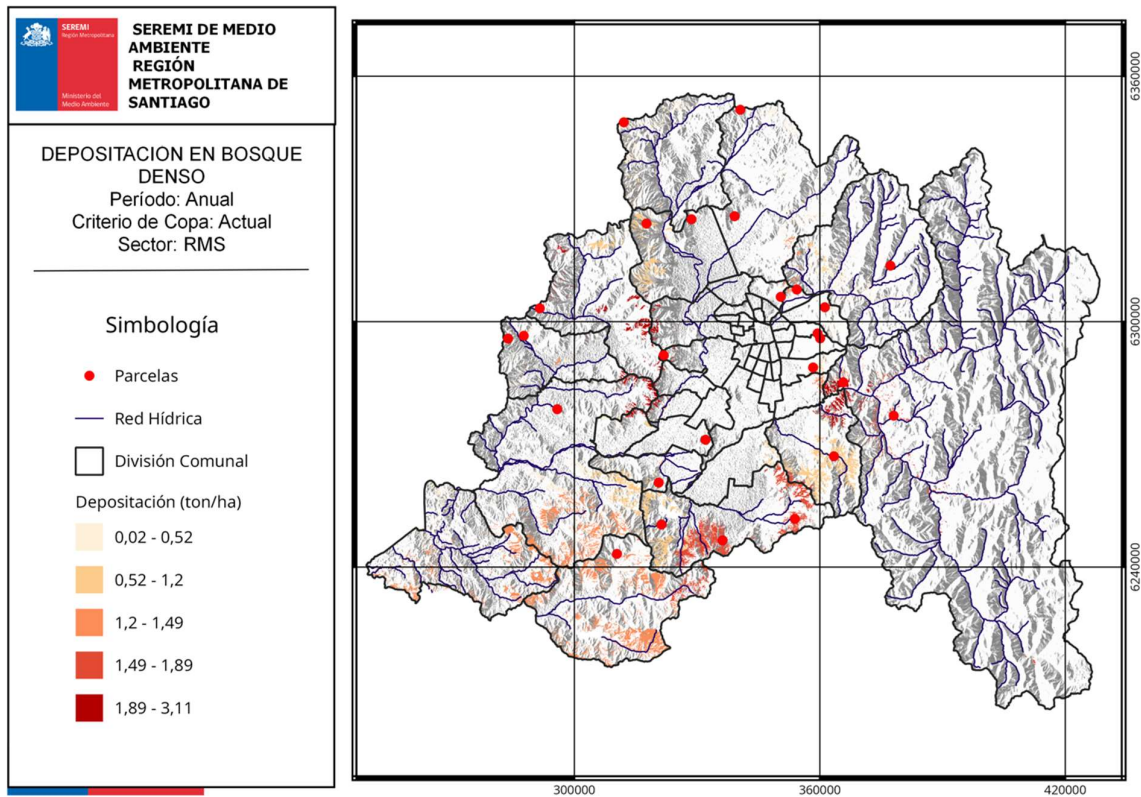 SEREMI
Región Metropolitana
Ministerio del
Medio Ambiente
SEREMI DE MEDIO
AMBIENTE
REGIÓN
METROPOLITANA DE
SANTIAGO
DEPOSITACION EN BOSQUE
DENSO
Período: Anual
Criterio de Copa: Actual
Sector: RMS
Simbología
Parcelas
Red Hídrica
División Comunal
Depositación (ton/ha)
0,02 - 0,52
0,52 - 1,2
1,2 - 1,49
1,49 - 1,89
1,89 - 3,11
6360000
6300000
6240000
300000
360000
420000